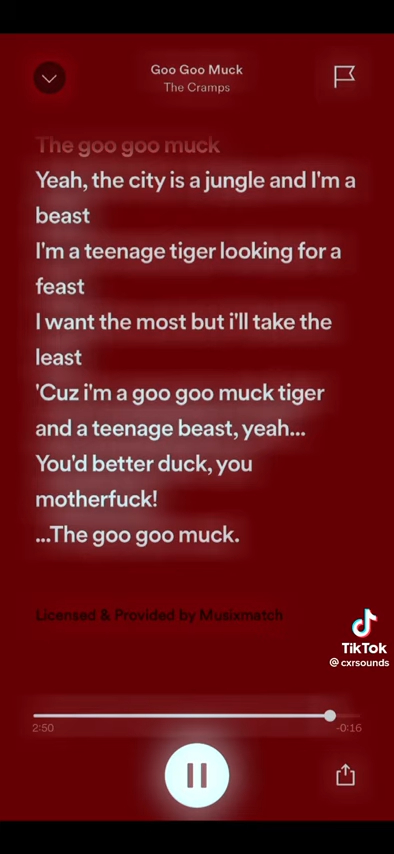 Goo Goo Muck
The Cramps
The goo goo muck
Yeah, the city is a jungle and I'm a
beast
I'm a teenage tiger looking for a
feast
I want the most but i'll take the
least
'Cuz i'm a goo goo muck tiger
and a teenage beast, yeah...
You'd better duck, you
motherfuck!
...The goo goo muck.
Licensed & Provided by Musixmatch
TikTok
@cxrsounds
2:50
-0:16